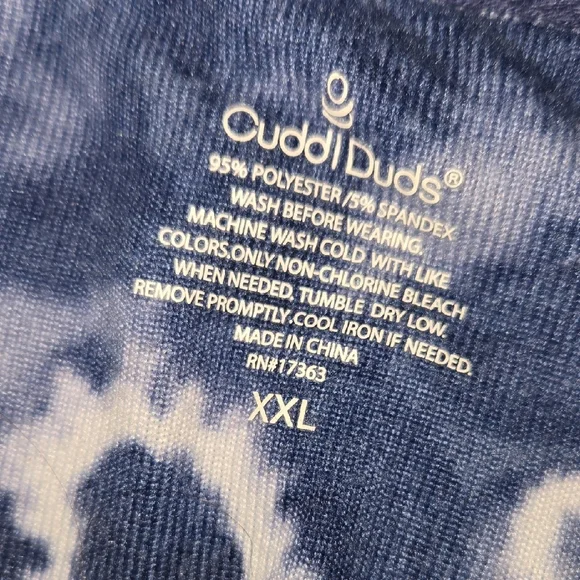 Cuddl Duds®
95% POLYESTER/5% SPANDEX
WASH BEFORE WEARING.
MACHINE WASH COLD WITH LIKE
COLORS.ONLY NON-CHLORINE BLEACH
WHEN NEEDED. TUMBLE DRY LOW.
REMOVE PROMPTLY.COOL IRON IF NEEDED.
MADE IN CHINA
RN#17363
XXL